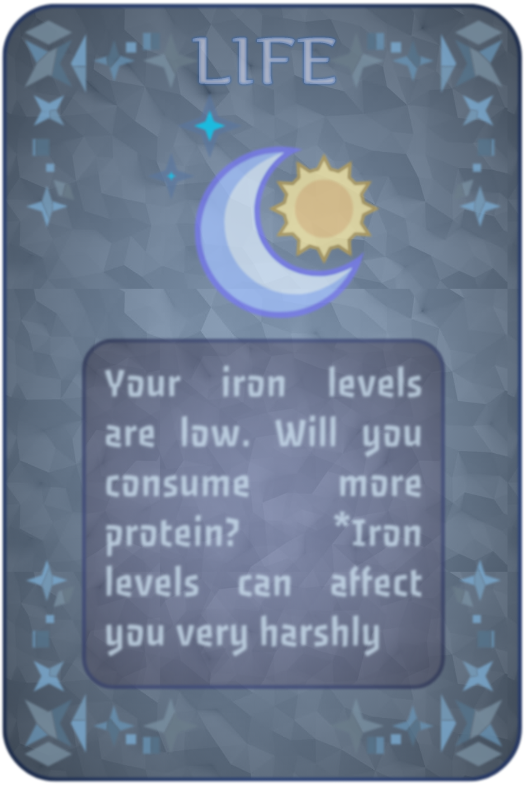 LIFE
Your iron levels
are low. Will you
consume more
protein? *Iron
levels can affect
you very harshly